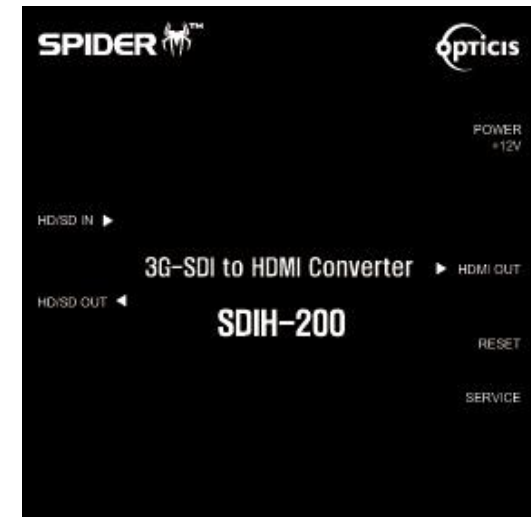 SPIDER™
OPTICIS
POWER
+12V
HD/SD IN ▶
3G-SDI to HDMI Converter
▶ HDMI OUT
HD/SD OUT ◀
SDIH-200
RESET
SERVICE